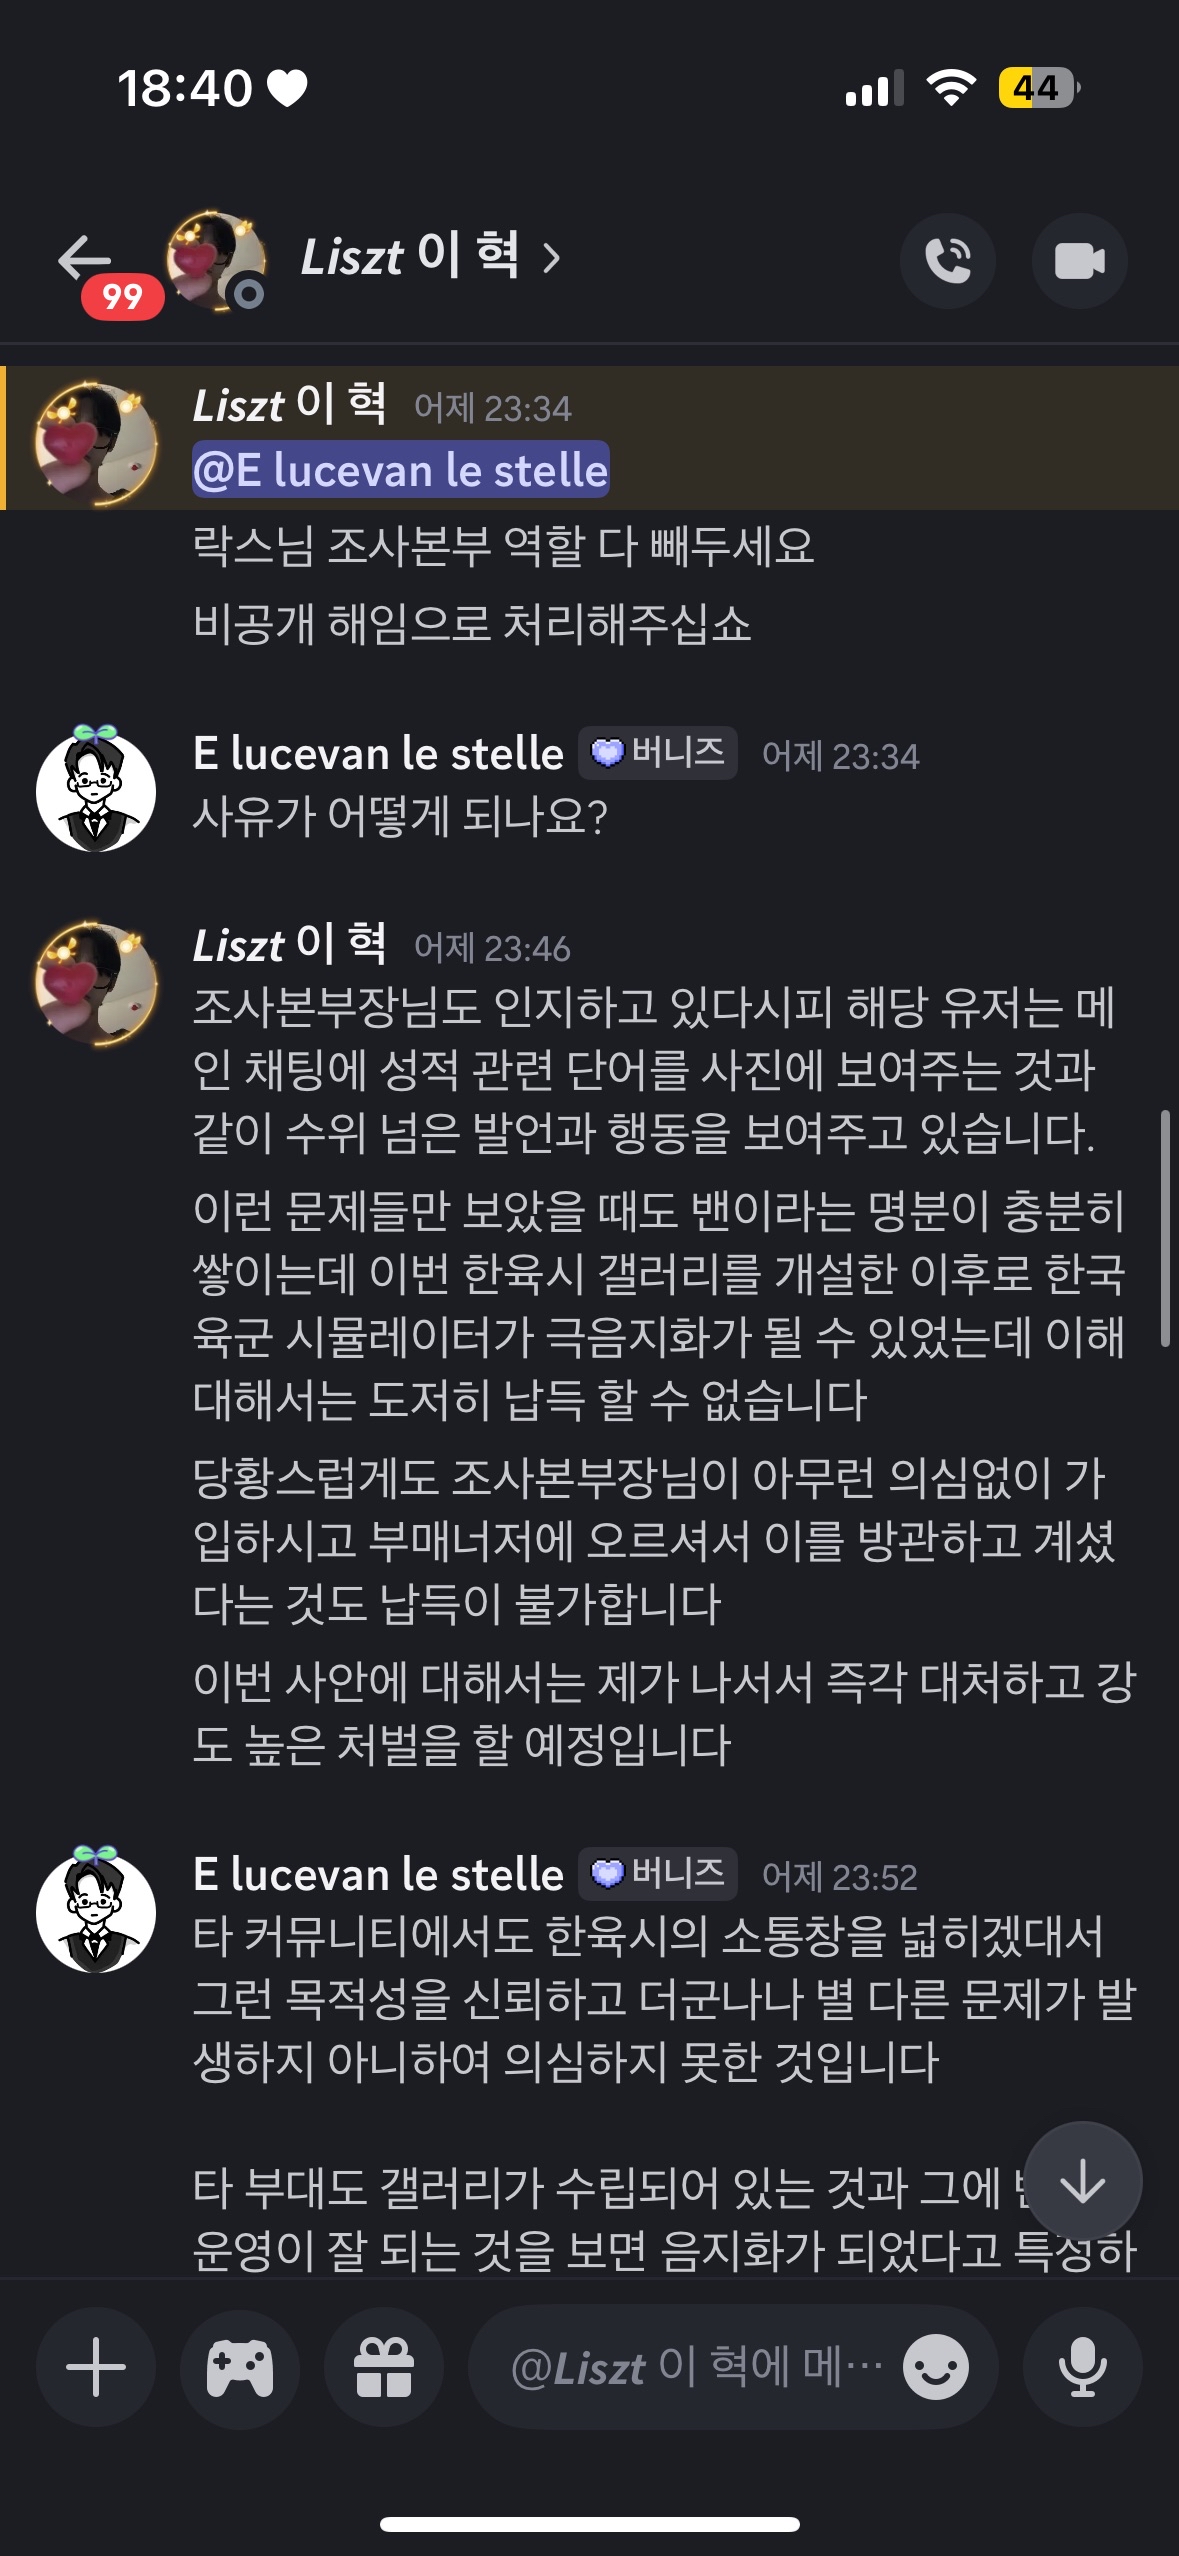 18:40
44
99
Liszt 이 혁
Liszt 이 혁 어제 23:34
@E lucevan le stelle
락스님 조사본부 역할 다 빼두세요
비공개 해임으로 처리해주십쇼
E lucevan le stelle 버니즈 어제 23:34
사유가 어떻게 되나요?
Liszt 이 혁 어제 23:46
조사본부장님도 인지하고 있다시피 해당 유저는 메
인 채팅에 성적 관련 단어를 사진에 보여주는 것과
같이 수위 넘은 발언과 행동을 보여주고 있습니다.
이런 문제들만 보았을 때도 밴이라는 명분이 충분히
쌓이는데 이번 한육시 갤러리를 개설한 이후로 한국
육군 시뮬레이터가 극음지화가 될 수 있었는데 이해
대해서는 도저히 납득 할 수 없습니다
당황스럽게도 조사본부장님이 아무런 의심없이 가
입하시고 부매너저에 오르셔서 이를 방관하고 계셨
다는 것도 납득이 불가합니다
이번 사안에 대해서는 제가 나서서 즉각 대처하고 강
도 높은 처벌을 할 예정입니다
E lucevan le stelle 버니즈 어제 23:52
타 커뮤니티에서도 한육시의 소통창을 넓히겠대서
그런 목적성을 신뢰하고 더군나나 별 다른 문제가 발
생하지 아니하여 의심하지 못한 것입니다
타 부대도 갤러리가 수립되어 있는 것과 그에
운영이 잘 되는 것을 보면 음지화가 되었다고 특정하
@Liszt 이 혁에 메…